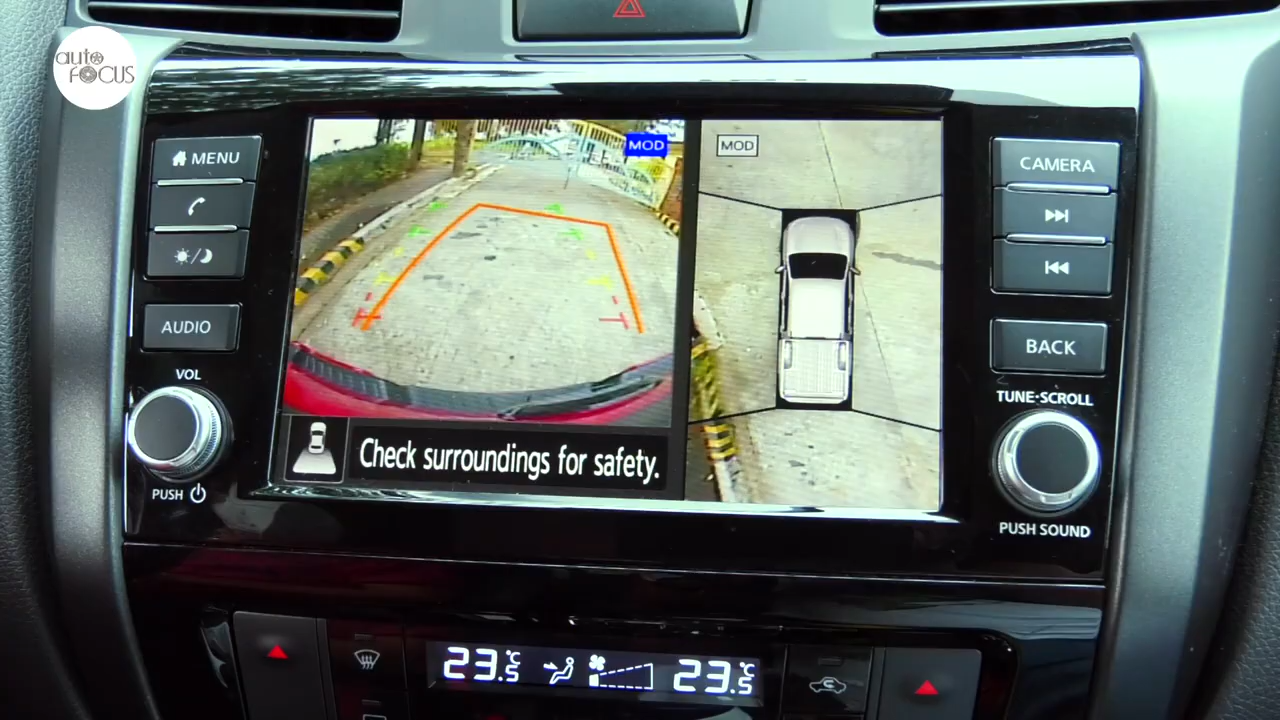 auto
FOCUS
MENU
AUDIO
VOL
PUSH
MOD
MOD
Check surroundings for safety.
CAMERA
BACK
TUNE·SCROLL
PUSH SOUND
23.5°C
23.5°C